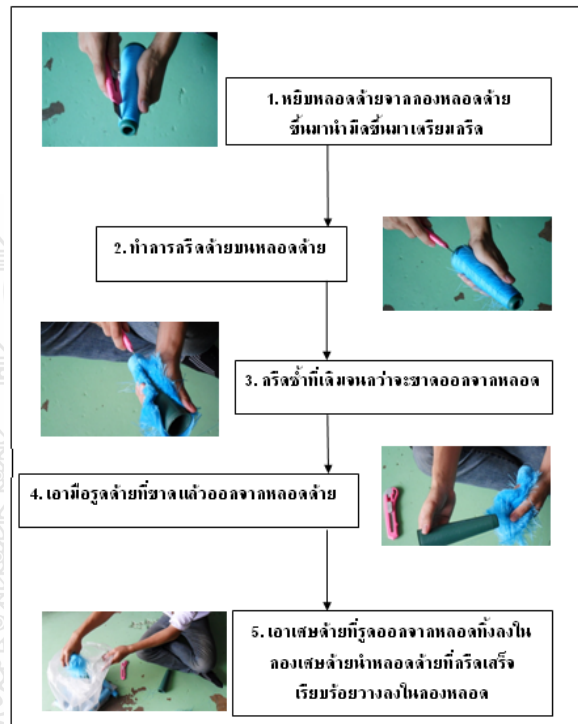 1. หยิบหลอดด้ายจากกองหลอดด้าย
ขึ้นมานำมีดขึ้นมาเตรียมกรีด
2. ทำการกรีดด้ายบนหลอดด้าย
3. กรีดซ้ำที่เดิมจนกว่าจะขาดออกจากหลอด
4. เอามือรูดด้ายที่ขาดแล้วออกจากหลอดด้าย
5. เอาเศษด้ายที่รูดออกจากหลอดทิ้งลงใน
กองเศษด้ายนำหลอดด้ายที่กรีดเสร็จ
เรียบร้อยวางลงในกองหลอด